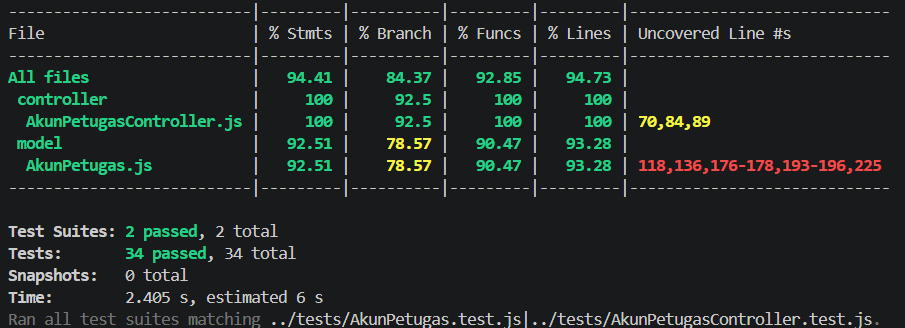 ---------------------------|---------|----------|---------|---------|-----------------------------
File                       | % Stmts | % Branch | % Funcs | % Lines | Uncovered Line #s
---------------------------|---------|----------|---------|---------|-----------------------------
All files                  |   94.41 |    84.37 |   92.85 |   94.73 |
 controller                |     100 |     92.5 |     100 |     100 |
  AkunPetugasController.js |     100 |     92.5 |     100 |     100 | 70,84,89
 model                     |   92.51 |    78.57 |   90.47 |   93.28 |
  AkunPetugas.js           |   92.51 |    78.57 |   90.47 |   93.28 | 118,136,176-178,193-196,225
---------------------------|---------|----------|---------|---------|-----------------------------
Test Suites: 2 passed, 2 total
Tests:       34 passed, 34 total
Snapshots:   0 total
Time:        2.405 s, estimated 6 s
Ran all test suites matching ../tests/AkunPetugas.test.js|../tests/AkunPetugasController.test.js.